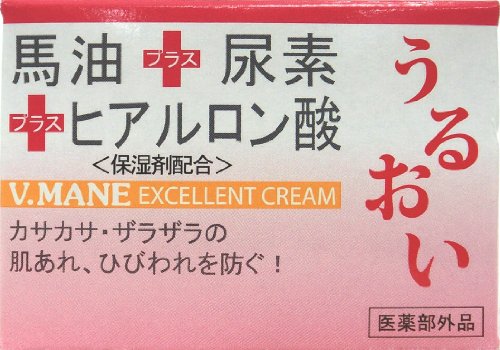 馬油プラス尿素
プラスヒアルロン酸
＜保湿剤配合＞
V.MANE EXCELLENT CREAM
カサカサ・ザラザラの
肌あれ、ひびわれを防ぐ！
うるおい
医薬部外品